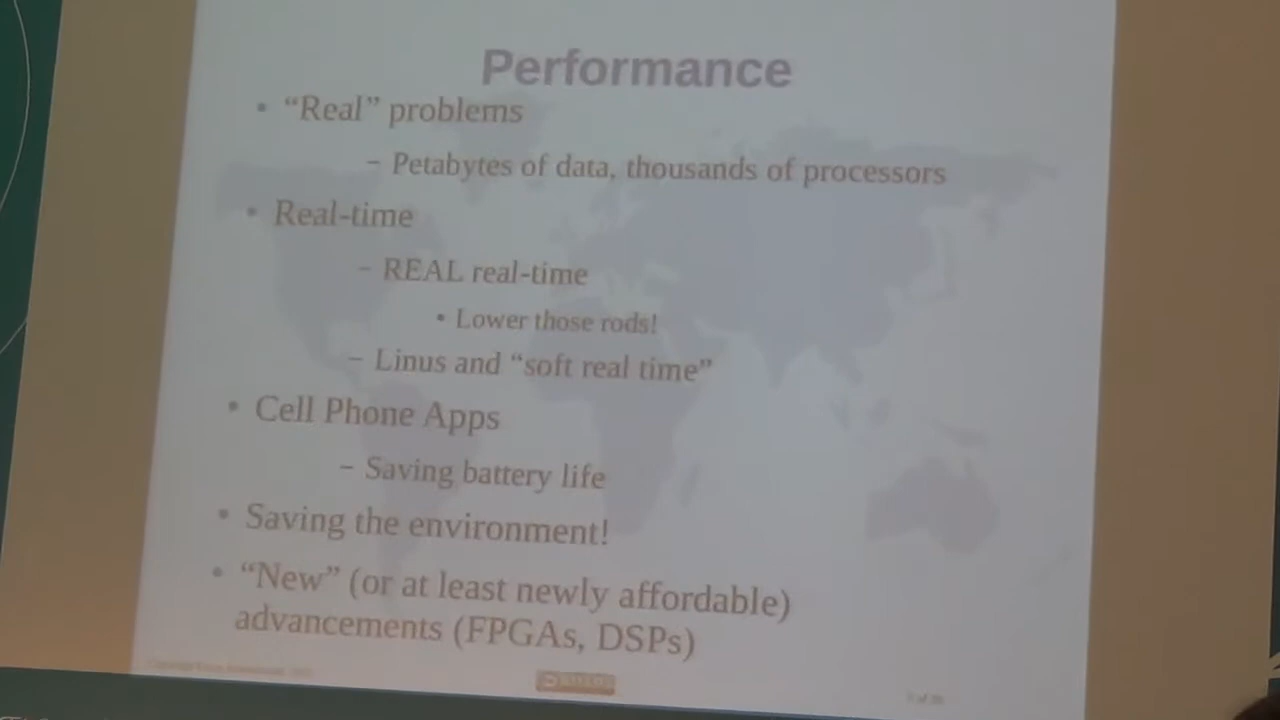 Performance
• “Real” problems
– Petabytes of data, thousands of processors
• Real-time
– REAL real-time
• Lower those rods!
– Linus and “soft real time”
• Cell Phone Apps
– Saving battery life
• Saving the environment!
• “New” (or at least newly affordable)
advancements (FPGAs, DSPs)